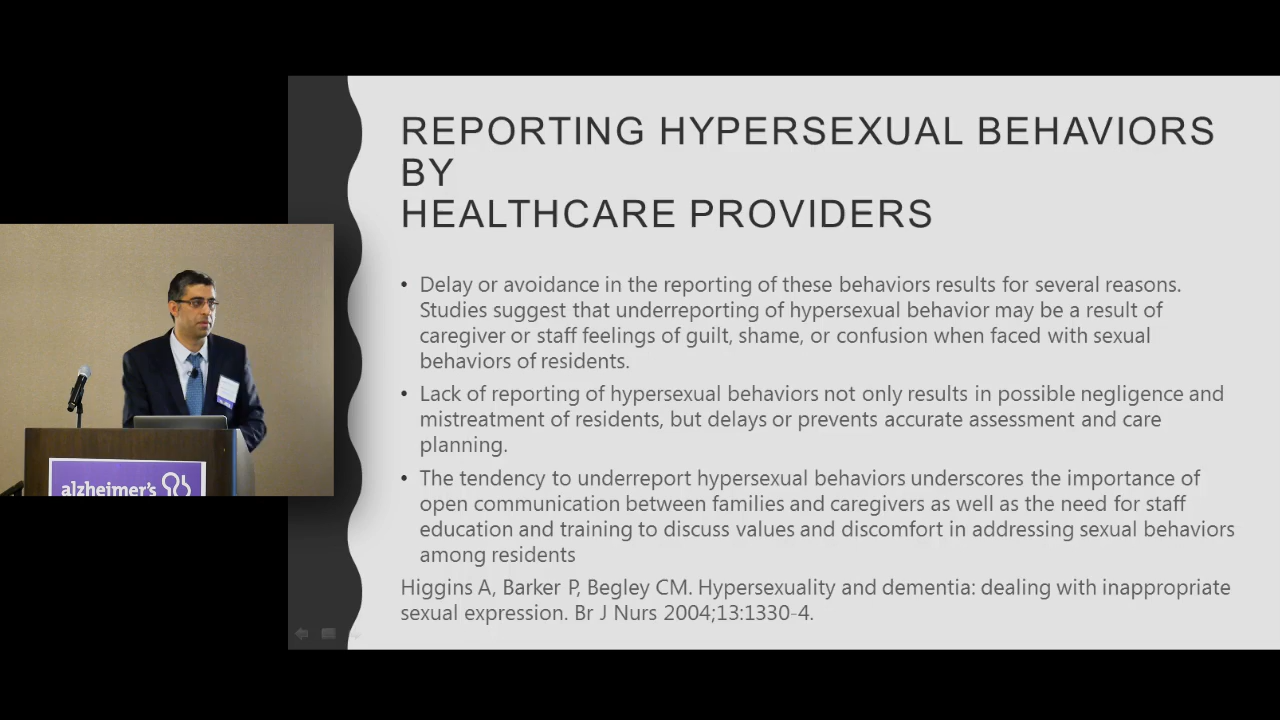 REPORTING HYPERSEXUAL BEHAVIORS
BY
HEALTHCARE PROVIDERS
• Delay or avoidance in the reporting of these behaviors results for several reasons.
Studies suggest that underreporting of hypersexual behavior may be a result of
caregiver or staff feelings of guilt, shame, or confusion when faced with sexual
behaviors of residents.
• Lack of reporting of hypersexual behaviors not only results in possible negligence and
mistreatment of residents, but delays or prevents accurate assessment and care
planning.
• The tendency to underreport hypersexual behaviors underscores the importance of
open communication between families and caregivers as well as the need for staff
education and training to discuss values and discomfort in addressing sexual behaviors
among residents
Higgins A, Barker P, Begley CM. Hypersexuality and dementia: dealing with inappropriate
sexual expression. Br J Nurs 2004;13:1330-4.
alzheimer's